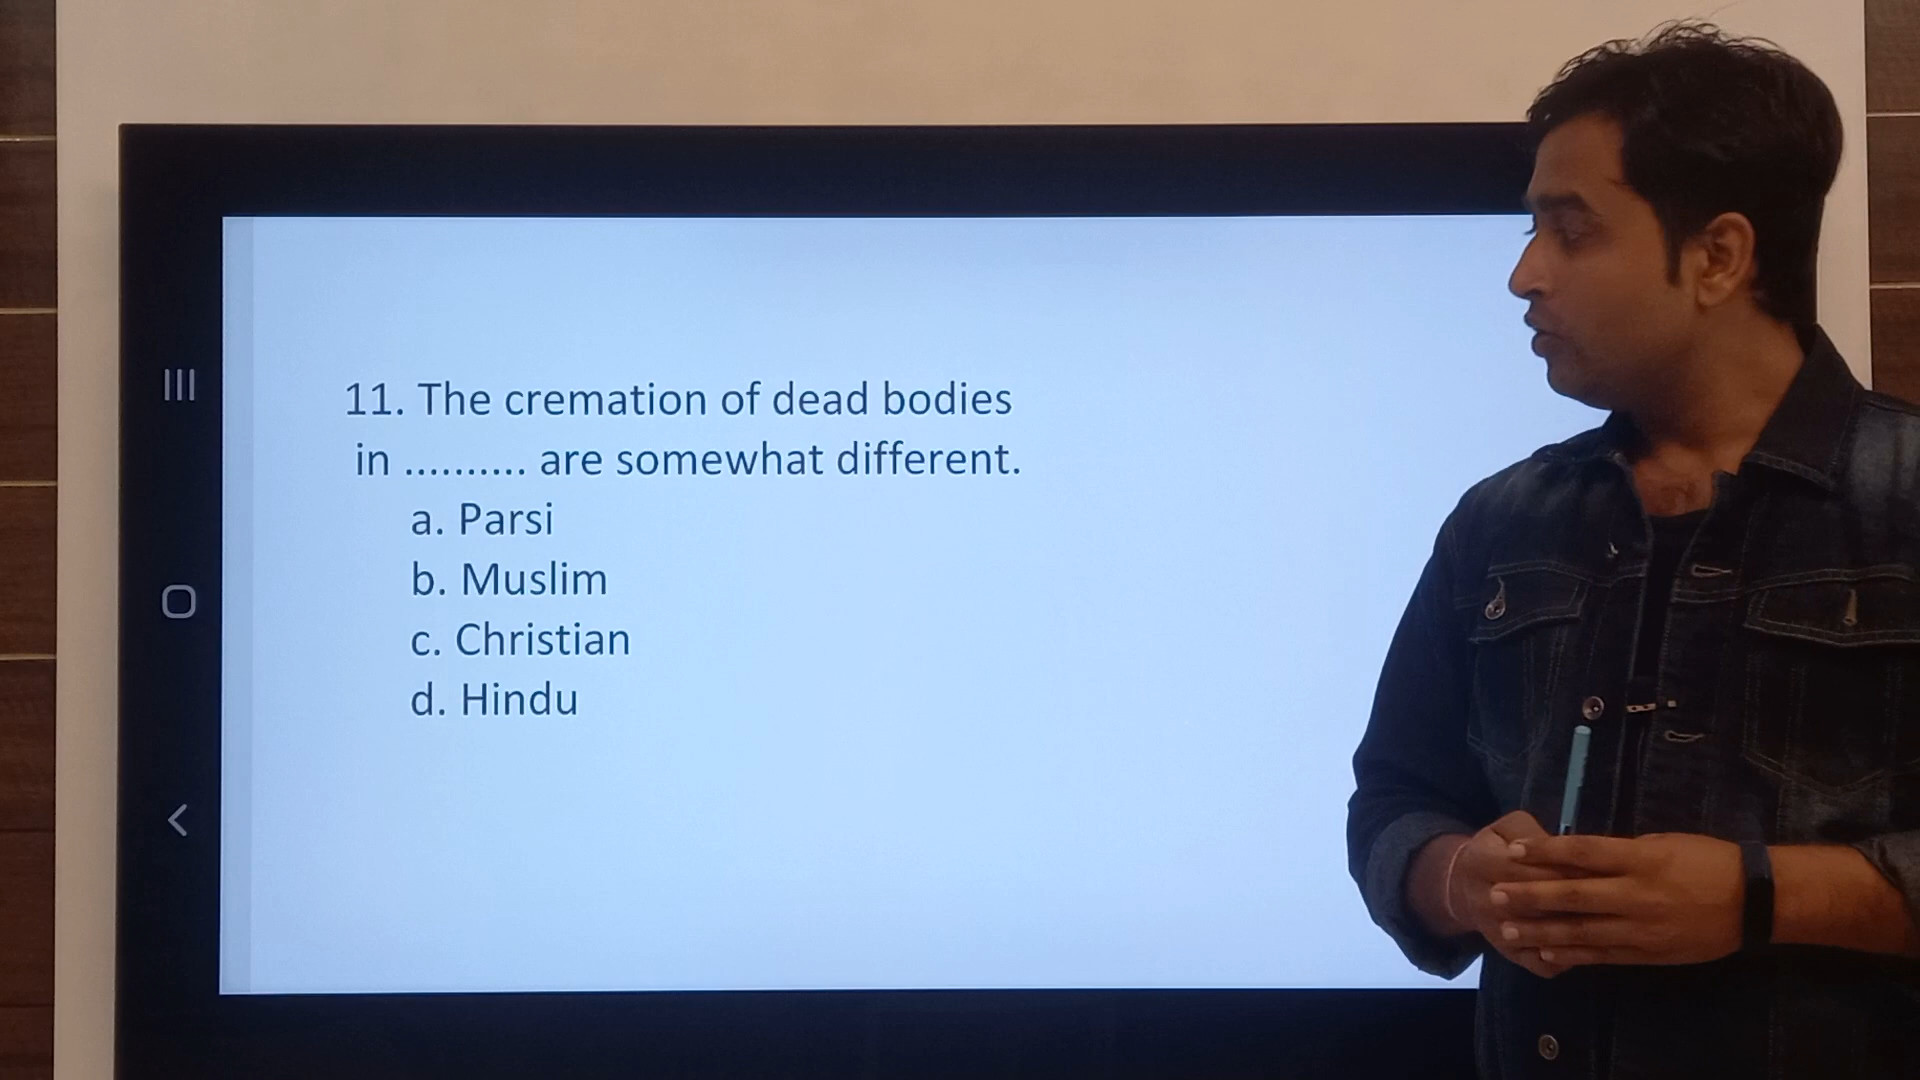 11. The cremation of dead bodies
in .......... are somewhat different.
a. Parsi
b. Muslim
c. Christian
d. Hindu